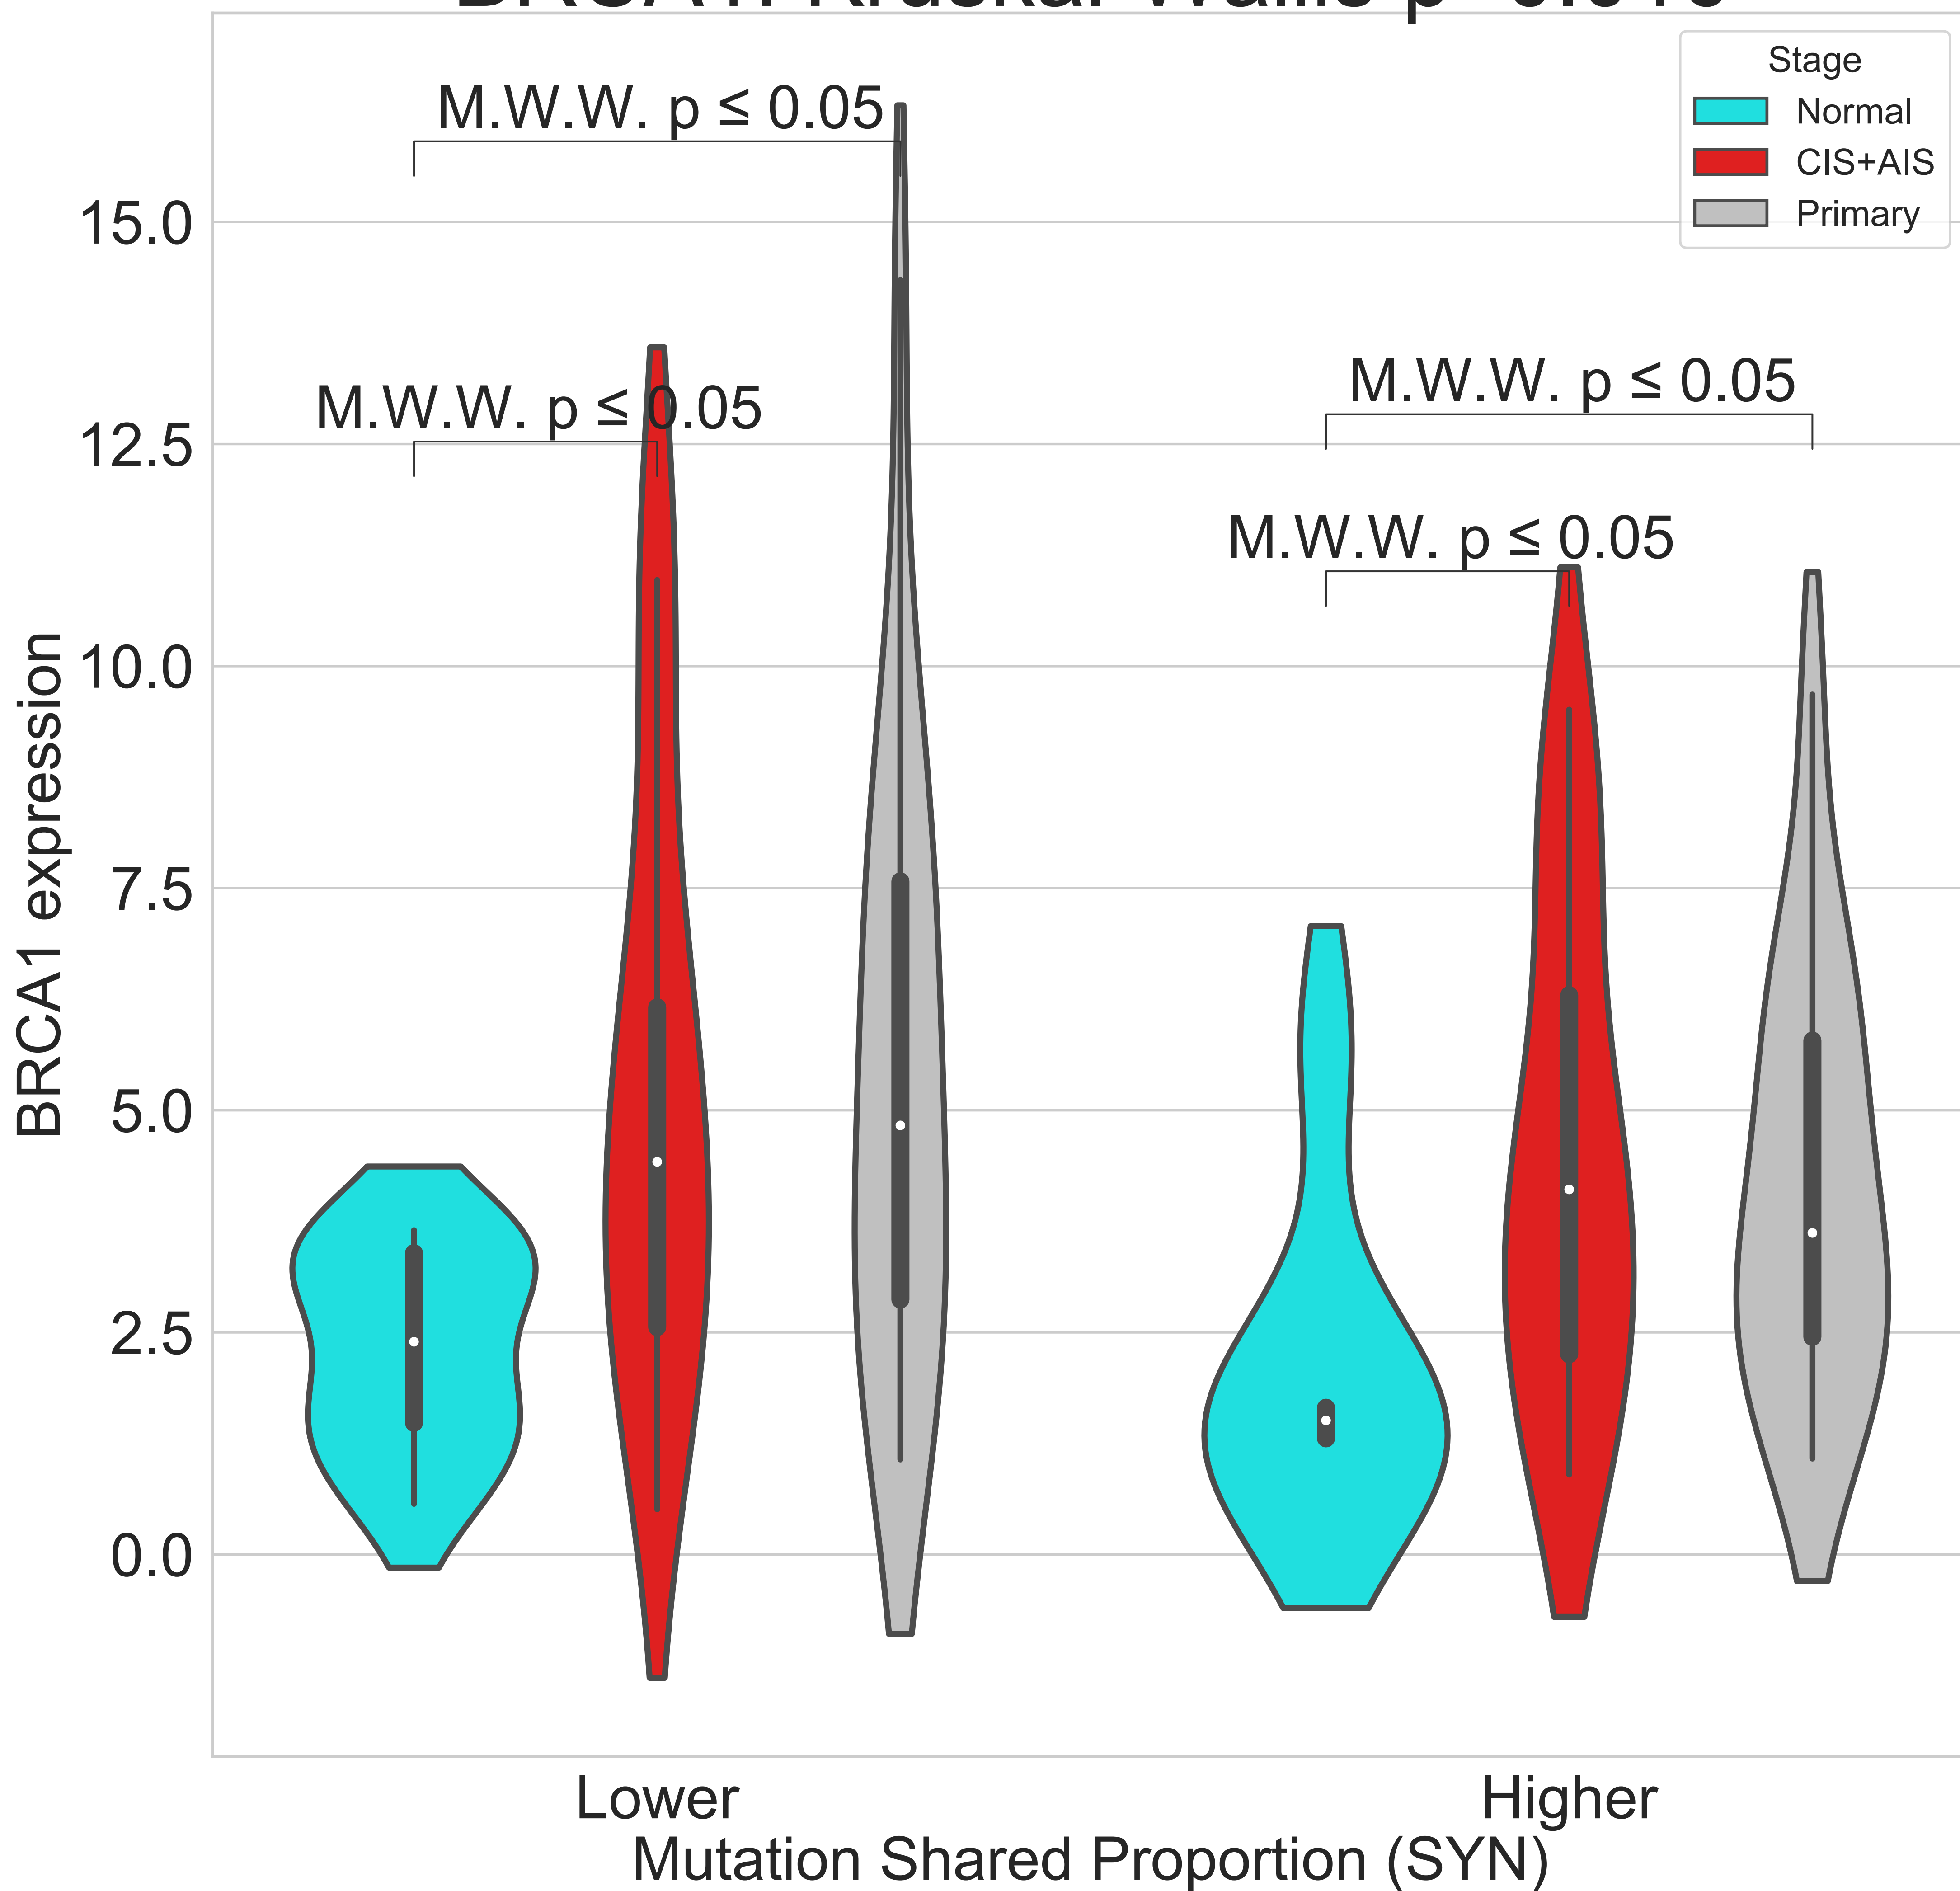 Stage
Normal
CIS+AIS
Primary
M.W.W. p ≤ 0.05
M.W.W. p ≤ 0.05
M.W.W. p ≤ 0.05
M.W.W. p ≤ 0.05
15.0
12.5
10.0
7.5
5.0
2.5
0.0
BRCA1 expression
Lower
Higher
Mutation Shared Proportion (SYN)